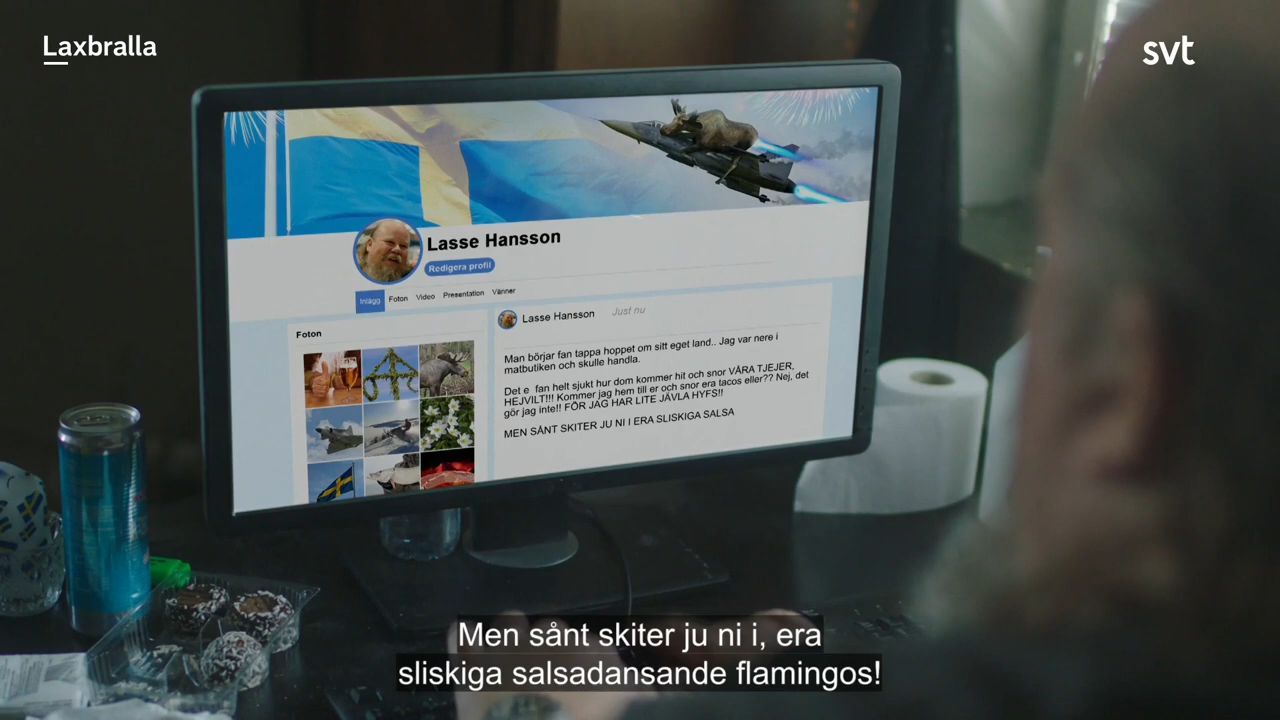 Laxbralla
svt
Lasse Hansson
Redigera profil
Inlägg Foton Video Presentation Vänner
Foton
Lasse Hansson Just nu
Man börjar fan tappa hoppet om sitt eget land.. Jag var nere i
matbutiken och skulle handla.
Det e fan helt sjukt hur dom kommer hit och snor VÅRA TJEJER,
HEJVILT!!! Kommer jag hem till er och snor era tacos eller?? Nej, det
gör jag inte!! FÖR JAG HAR LITE JÄVLA HYFS!!
MEN SÅNT SKITER JU NI I ERA SLISKIGA SALSA
Men sånt skiter ju ni i, era
sliskiga salsadansande flamingos!